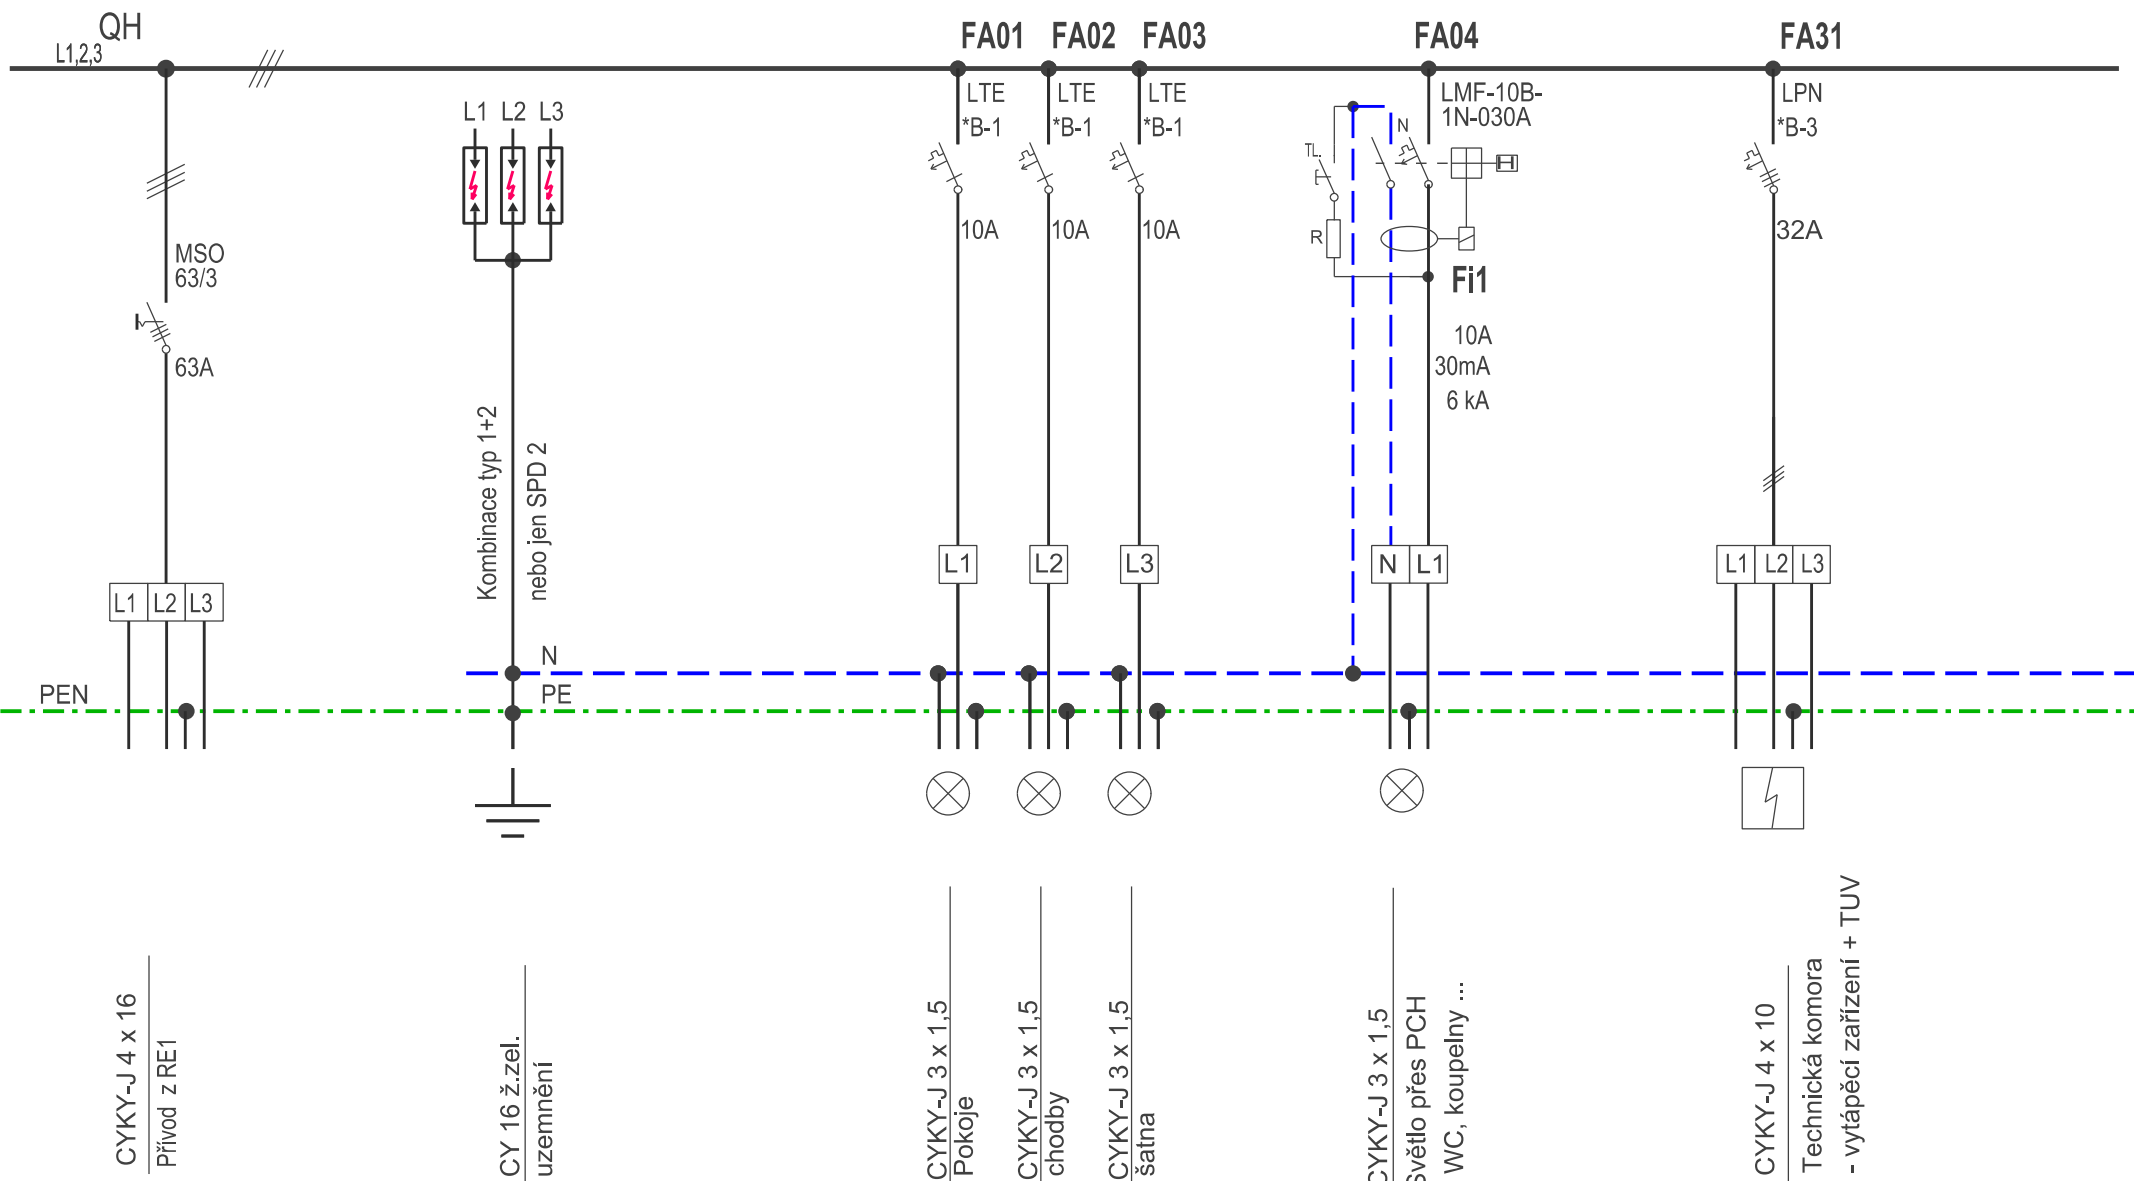 QH
L1,2,3
FA01
FA02
FA03
FA04
FA31
LTE
*B-1
LTE
*B-1
LTE
*B-1
LMF-10B-
1N-030A
LPN
*B-3
L1
L2
L3
N
TL.
H
R
10A
10A
10A
32A
MSO
63/3
63A
Fi1
10A
30mA
6 kA
Kombinace typ 1+2
nebo jen SPD 2
L1
L2
L3
N
L1
L1
L2
L3
L1
L2
L3
N
PEN
PE
CYKY-J 4 x 16
Přívod z RE1
CY 16 ž.zel.
uzemnění
CYKY-J 3 x 1,5
Pokoje
CYKY-J 3 x 1,5
chodby
CYKY-J 3 x 1,5
šatna
CYKY-J 3 x 1,5
Světlo přes PCH
WC, koupelny ...
CYKY-J 4 x 10
Technická komora
- vytápěcí zařízení + TUV